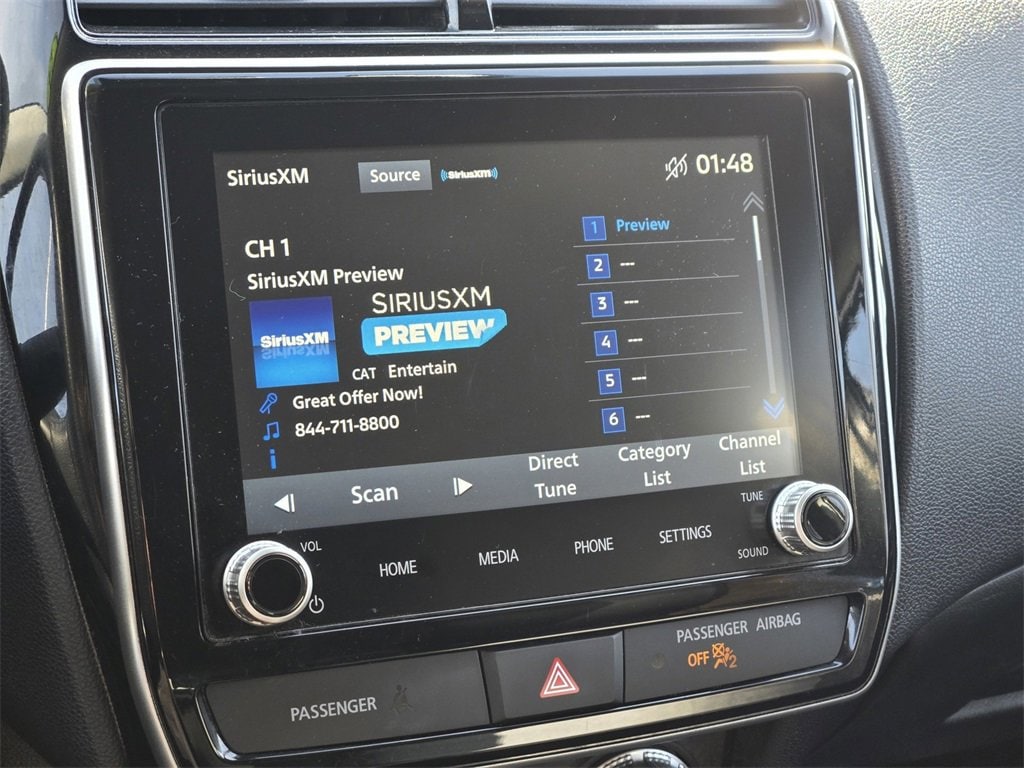 SiriusXM
Source
((SiriusXM))
01:48
CH 1
SiriusXM Preview
SiriusXM
SIRIUSXM
PREVIEW
CAT Entertain
Great Offer Now!
844-711-8800
i
1 Preview
2 ---
3 ---
4 ---
5 ---
6 ---
Scan
Direct
Tune
Category
List
Channel
List
VOL
HOME
MEDIA
PHONE
SETTINGS
TUNE
SOUND
PASSENGER
PASSENGER AIRBAG
OFF 2